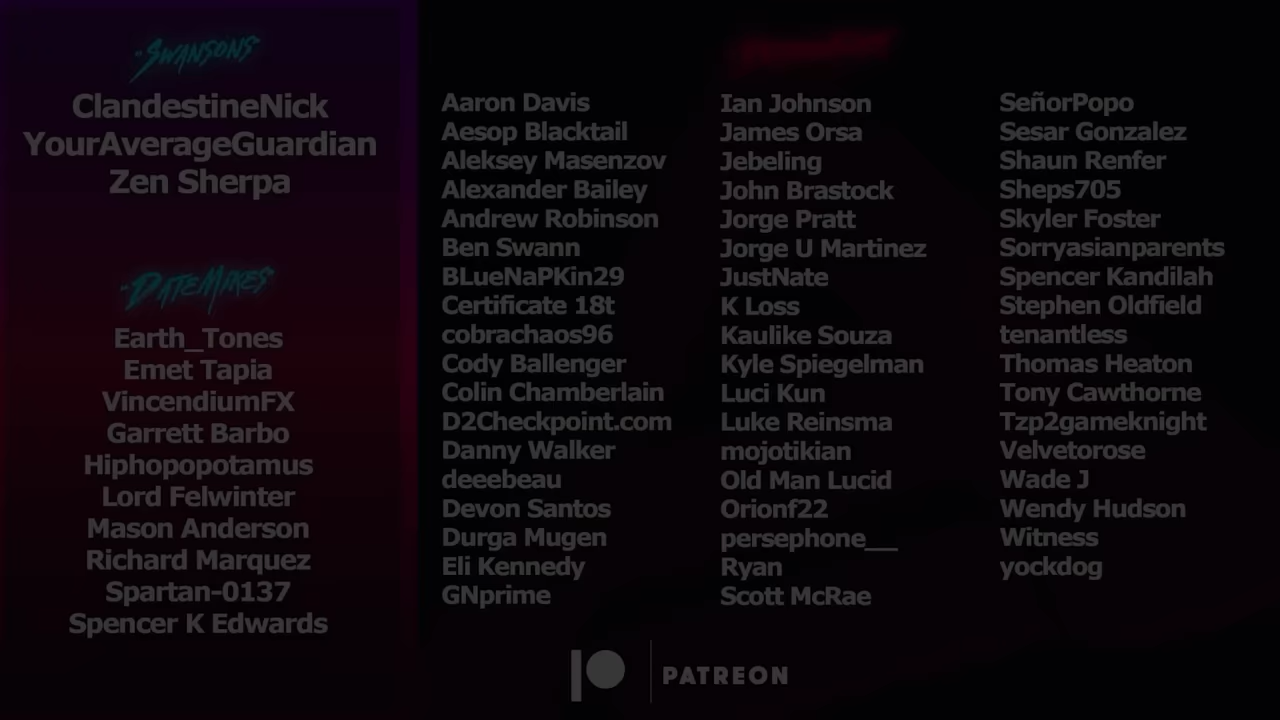 Swansons
ClandestineNick
YourAverageGuardian
Zen Sherpa
DateMakes
Earth_Tones
Emet Tapia
VincendiumFX
Garrett Barbo
Hiphopopotamus
Lord Felwinter
Mason Anderson
Richard Marquez
Spartan-0137
Spencer K Edwards
Aaron Davis
Aesop Blacktail
Aleksey Masenzov
Alexander Bailey
Andrew Robinson
Ben Swann
BLueNaPKin29
Certificate 18t
cobrachaos96
Cody Ballenger
Colin Chamberlain
D2Checkpoint.com
Danny Walker
deeebeau
Devon Santos
Durga Mugen
Eli Kennedy
GNprime
Ian Johnson
James Orsa
Jebeling
John Brastock
Jorge Pratt
Jorge U Martinez
JustNate
K Loss
Kaulike Souza
Kyle Spiegelman
Luci Kun
Luke Reinsma
mojotikian
Old Man Lucid
Orionf22
persephone__
Ryan
Scott McRae
SeñorPopo
Sesar Gonzalez
Shaun Renfer
Sheps705
Skyler Foster
Sorryasianparents
Spencer Kandilah
Stephen Oldfield
tenantless
Thomas Heaton
Tony Cawthorne
Tzp2gameknight
Velvetorose
Wade J
Wendy Hudson
Witness
yockdog
PATREON